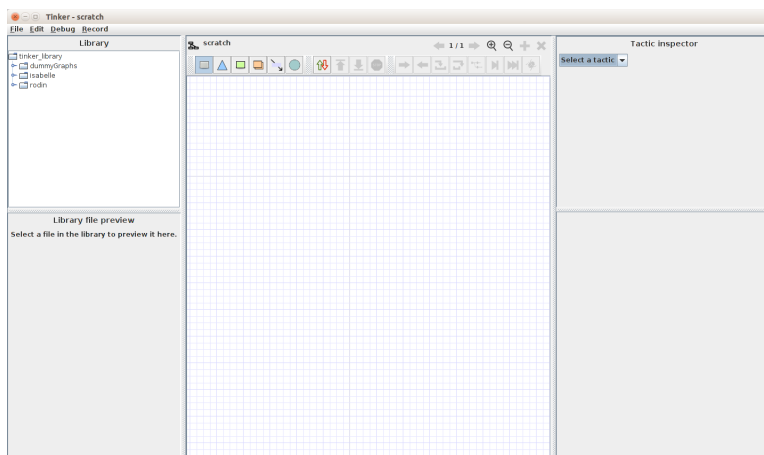 Tinker - scratch
File Edit Debug Record
Library
tinker_library
dummyGraphs
isabelle
rodin
Library file preview
Select a file in the library to preview it here.
scratch
1/1
Tactic inspector
Select a tactic